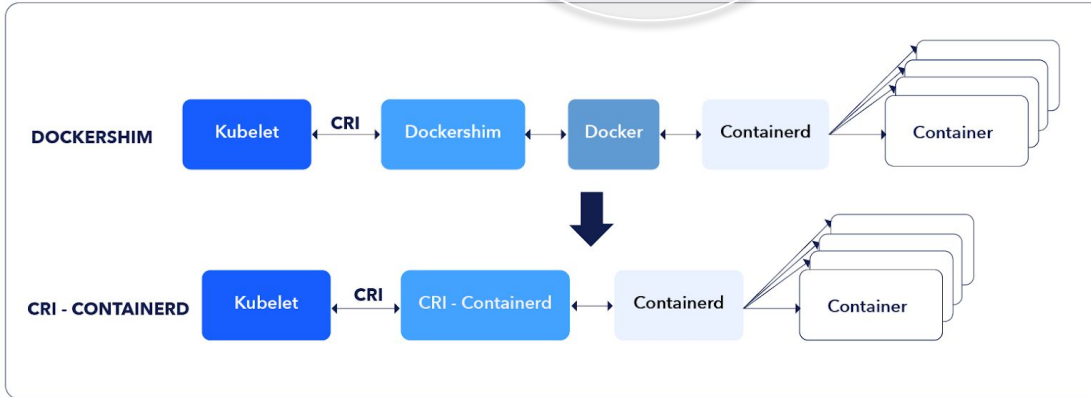 DOCKERSHIM
Kubelet
CRI
Dockershim
Docker
Containerd
Container
CRI - CONTAINERD
Kubelet
CRI
CRI - Containerd
Containerd
Container